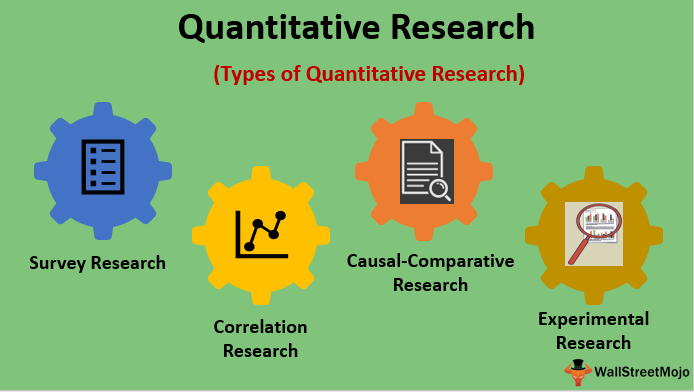 Quantitative Research
(Types of Quantitative Research)
Survey Research
Correlation
Research
Causal-Comparative
Research
Experimental
Research
WallStreetMojo